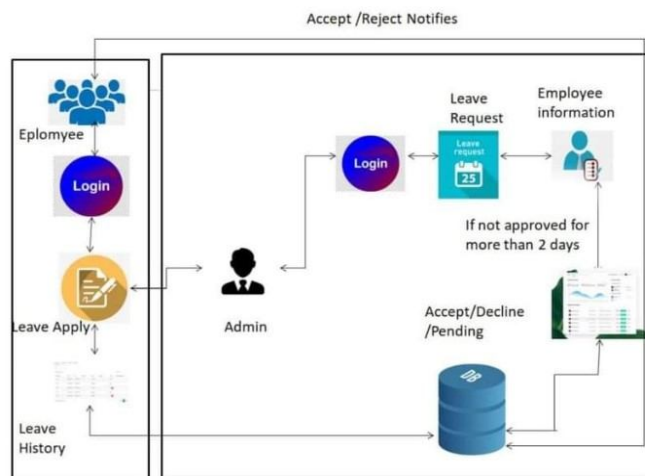 Accept /Reject Notifies
Eplomyee
Login
Leave Apply
Leave
History
Admin
Login
Leave
Request
Leave
request
25
Employee
information
If not approved for
more than 2 days
Accept/Decline
/Pending
DB